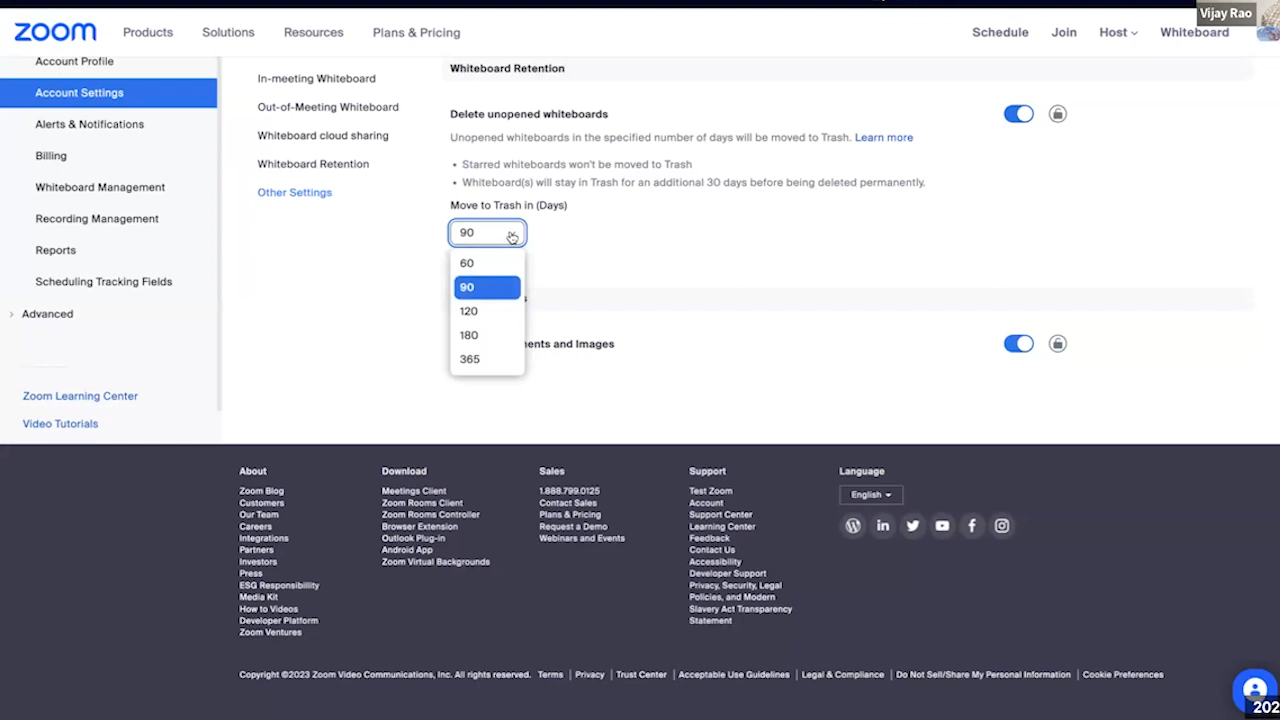 Vijay Rao
zoom
Products
Solutions
Resources
Plans & Pricing
Schedule
Join
Host
Whiteboard
Account Profile
Account Settings
Alerts & Notifications
Billing
Whiteboard Management
Recording Management
Reports
Scheduling Tracking Fields
Advanced
Zoom Learning Center
Video Tutorials
In-meeting Whiteboard
Out-of-Meeting Whiteboard
Whiteboard cloud sharing
Whiteboard Retention
Other Settings
Whiteboard Retention
Delete unopened whiteboards
Unopened whiteboards in the specified number of days will be moved to Trash. Learn more
• Starred whiteboards won't be moved to Trash
• Whiteboard(s) will stay in Trash for an additional 30 days before being deleted permanently.
Move to Trash in (Days)
90
60
90
120
180
365
and Images
About
Zoom Blog
Customers
Our Team
Careers
Integrations
Partners
Investors
Press
ESG Responsibility
Media Kit
How to Videos
Developer Platform
Zoom Ventures
Download
Meetings Client
Zoom Rooms Client
Zoom Rooms Controller
Browser Extension
Outlook Plug-in
Android App
Zoom Virtual Backgrounds
Sales
1.888.799.0125
Contact Sales
Plans & Pricing
Request a Demo
Webinars and Events
Support
Test Zoom
Account
Support Center
Learning Center
Feedback
Contact Us
Accessibility
Developer Support
Privacy, Security, Legal
Policies, and Modern
Slavery Act Transparency
Statement
Language
English
Copyright ©2023 Zoom Video Communications, Inc. All rights reserved. Terms | Privacy | Trust Center | Acceptable Use Guidelines | Legal & Compliance | Do Not Sell/Share My Personal Information | Cookie Preferences
202